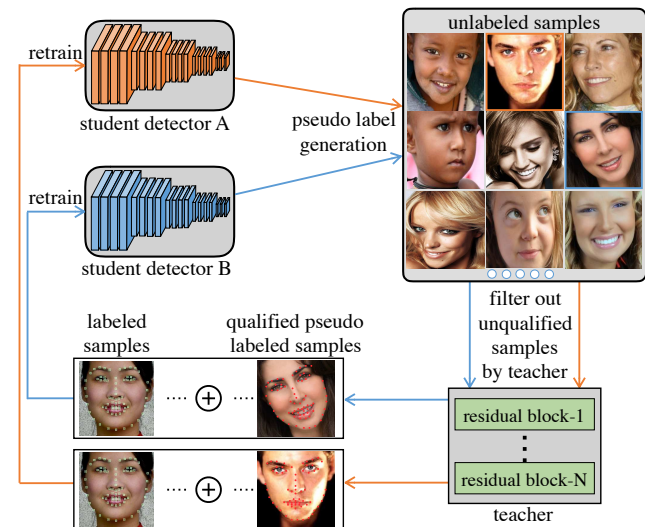 unlabeled samples
retrain
student detector A
pseudo label
generation
retrain
student detector B
filter out
unqualified
samples
by teacher
labeled
samples
qualified pseudo
labeled samples
residual block-1
residual block-N
teacher